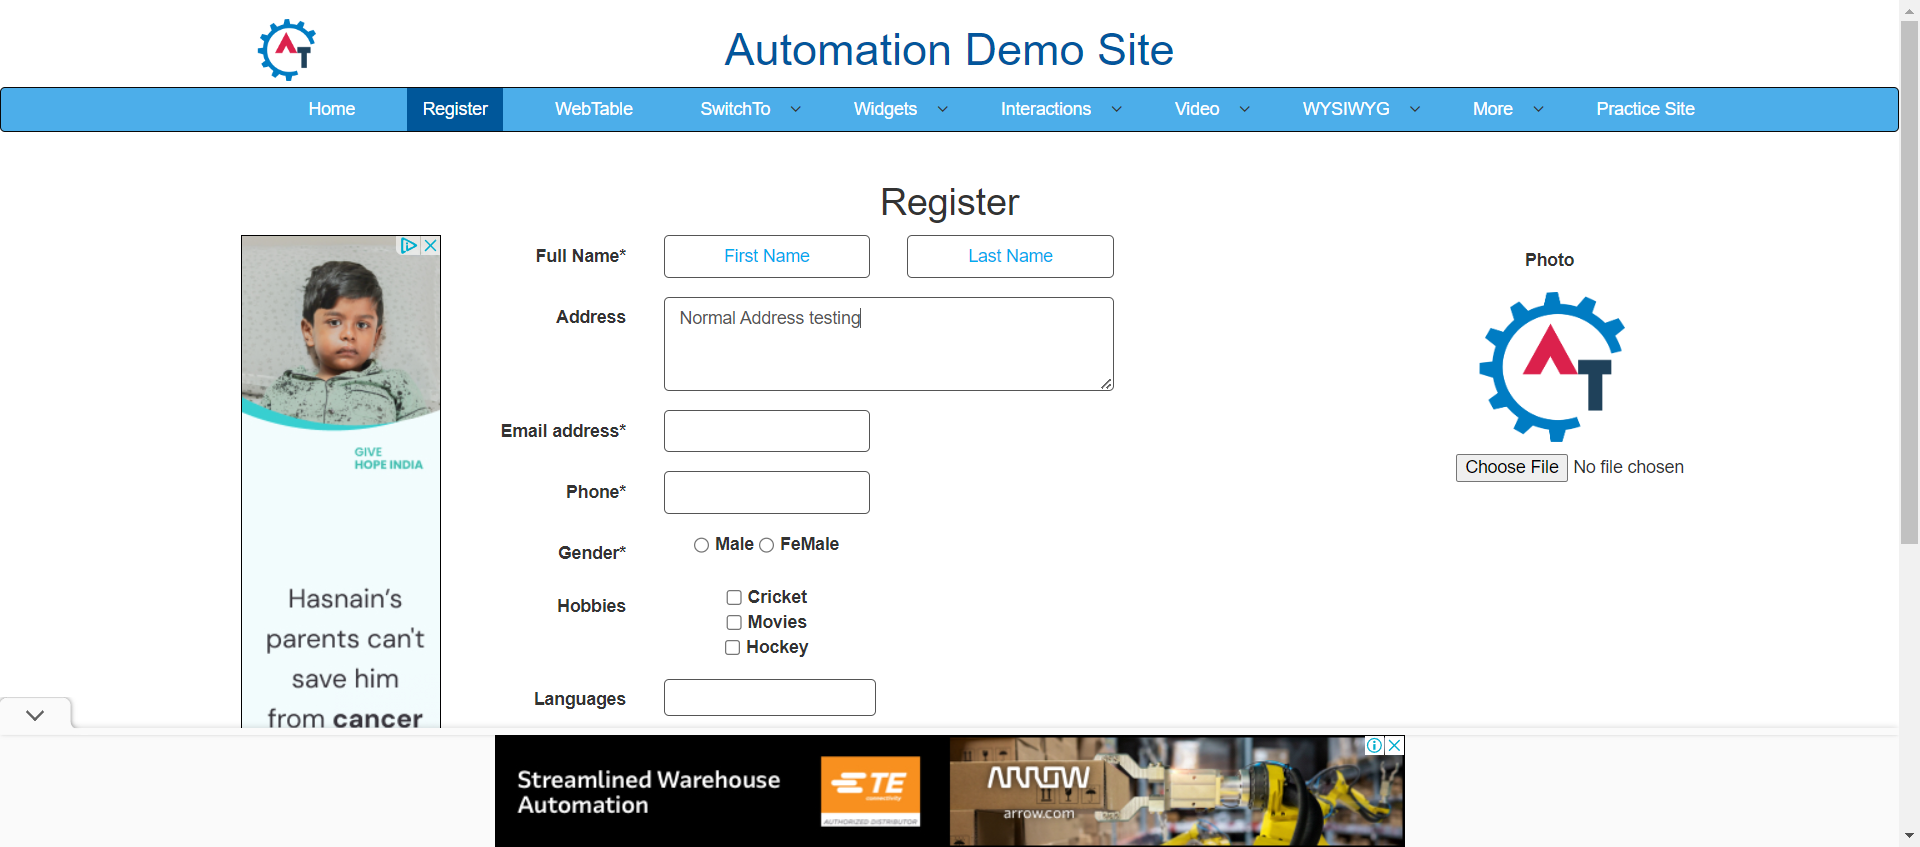 AT
Automation Demo Site
Home Register WebTable SwitchTo Widgets Interactions Video WYSIWYG More Practice Site
Register
Full Name* First Name Last Name
Photo
Address Normal Address testing
AT
Email address*
GIVE
HOPE INDIA
Choose File No file chosen
Phone*
Gender* Male FeMale
Hobbies Cricket
Movies
Hockey
Hasnain's
parents can't
save him
from cancer
Languages
Streamlined Warehouse
Automation
TE
connectivity
AUTHORIZED DISTRIBUTOR
ARROW
arrow.com